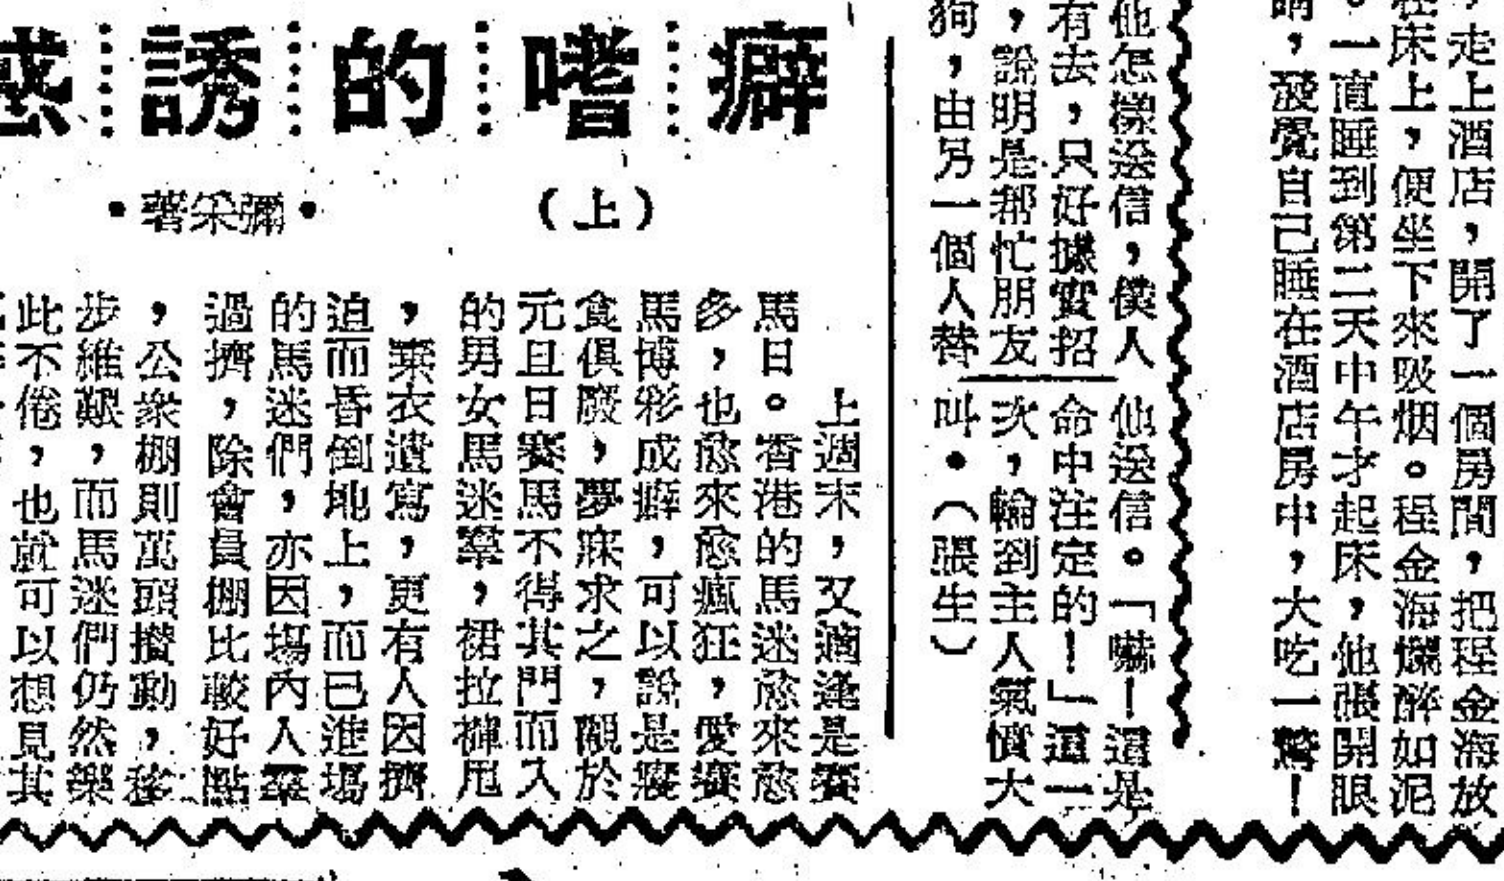 ，走上酒店，開了一個房間，把程金海放
在床上，便坐下來吸烟。程金海爛醉如泥
。一直睡到第二天中午才起床，他張開眼
睛，發覺自己睡在酒店房中，大吃一驚！
他怎樣送信，僕人
有去，只好據實招
，說明是帮忙朋友
狗，由另一個人替
他送信。「嚇！還是
命中注定的！」這一
次，輪到主人氣憤大
叫。（張生）
癖嗜的誘惑
（上）
•彌采著•
上週末，又適逢是賽
馬日。香港的馬迷愈來愈
多，也愈來愈瘋狂，愛賽
馬博彩成癖，可以說是寢
食俱廢，夢寐求之，觀於
元旦日賽馬不得其門而入
的男女馬迷羣，裙拉褲甩
，棄衣遺寫，更有人因擠
迫而昏倒地上，而已進場
的馬迷們，亦因場內人羣
過擠，除會員棚比較好點
，公衆棚則萬頭攢動，移
步維艱，而馬迷們仍然樂
此不倦，也就可以想見其